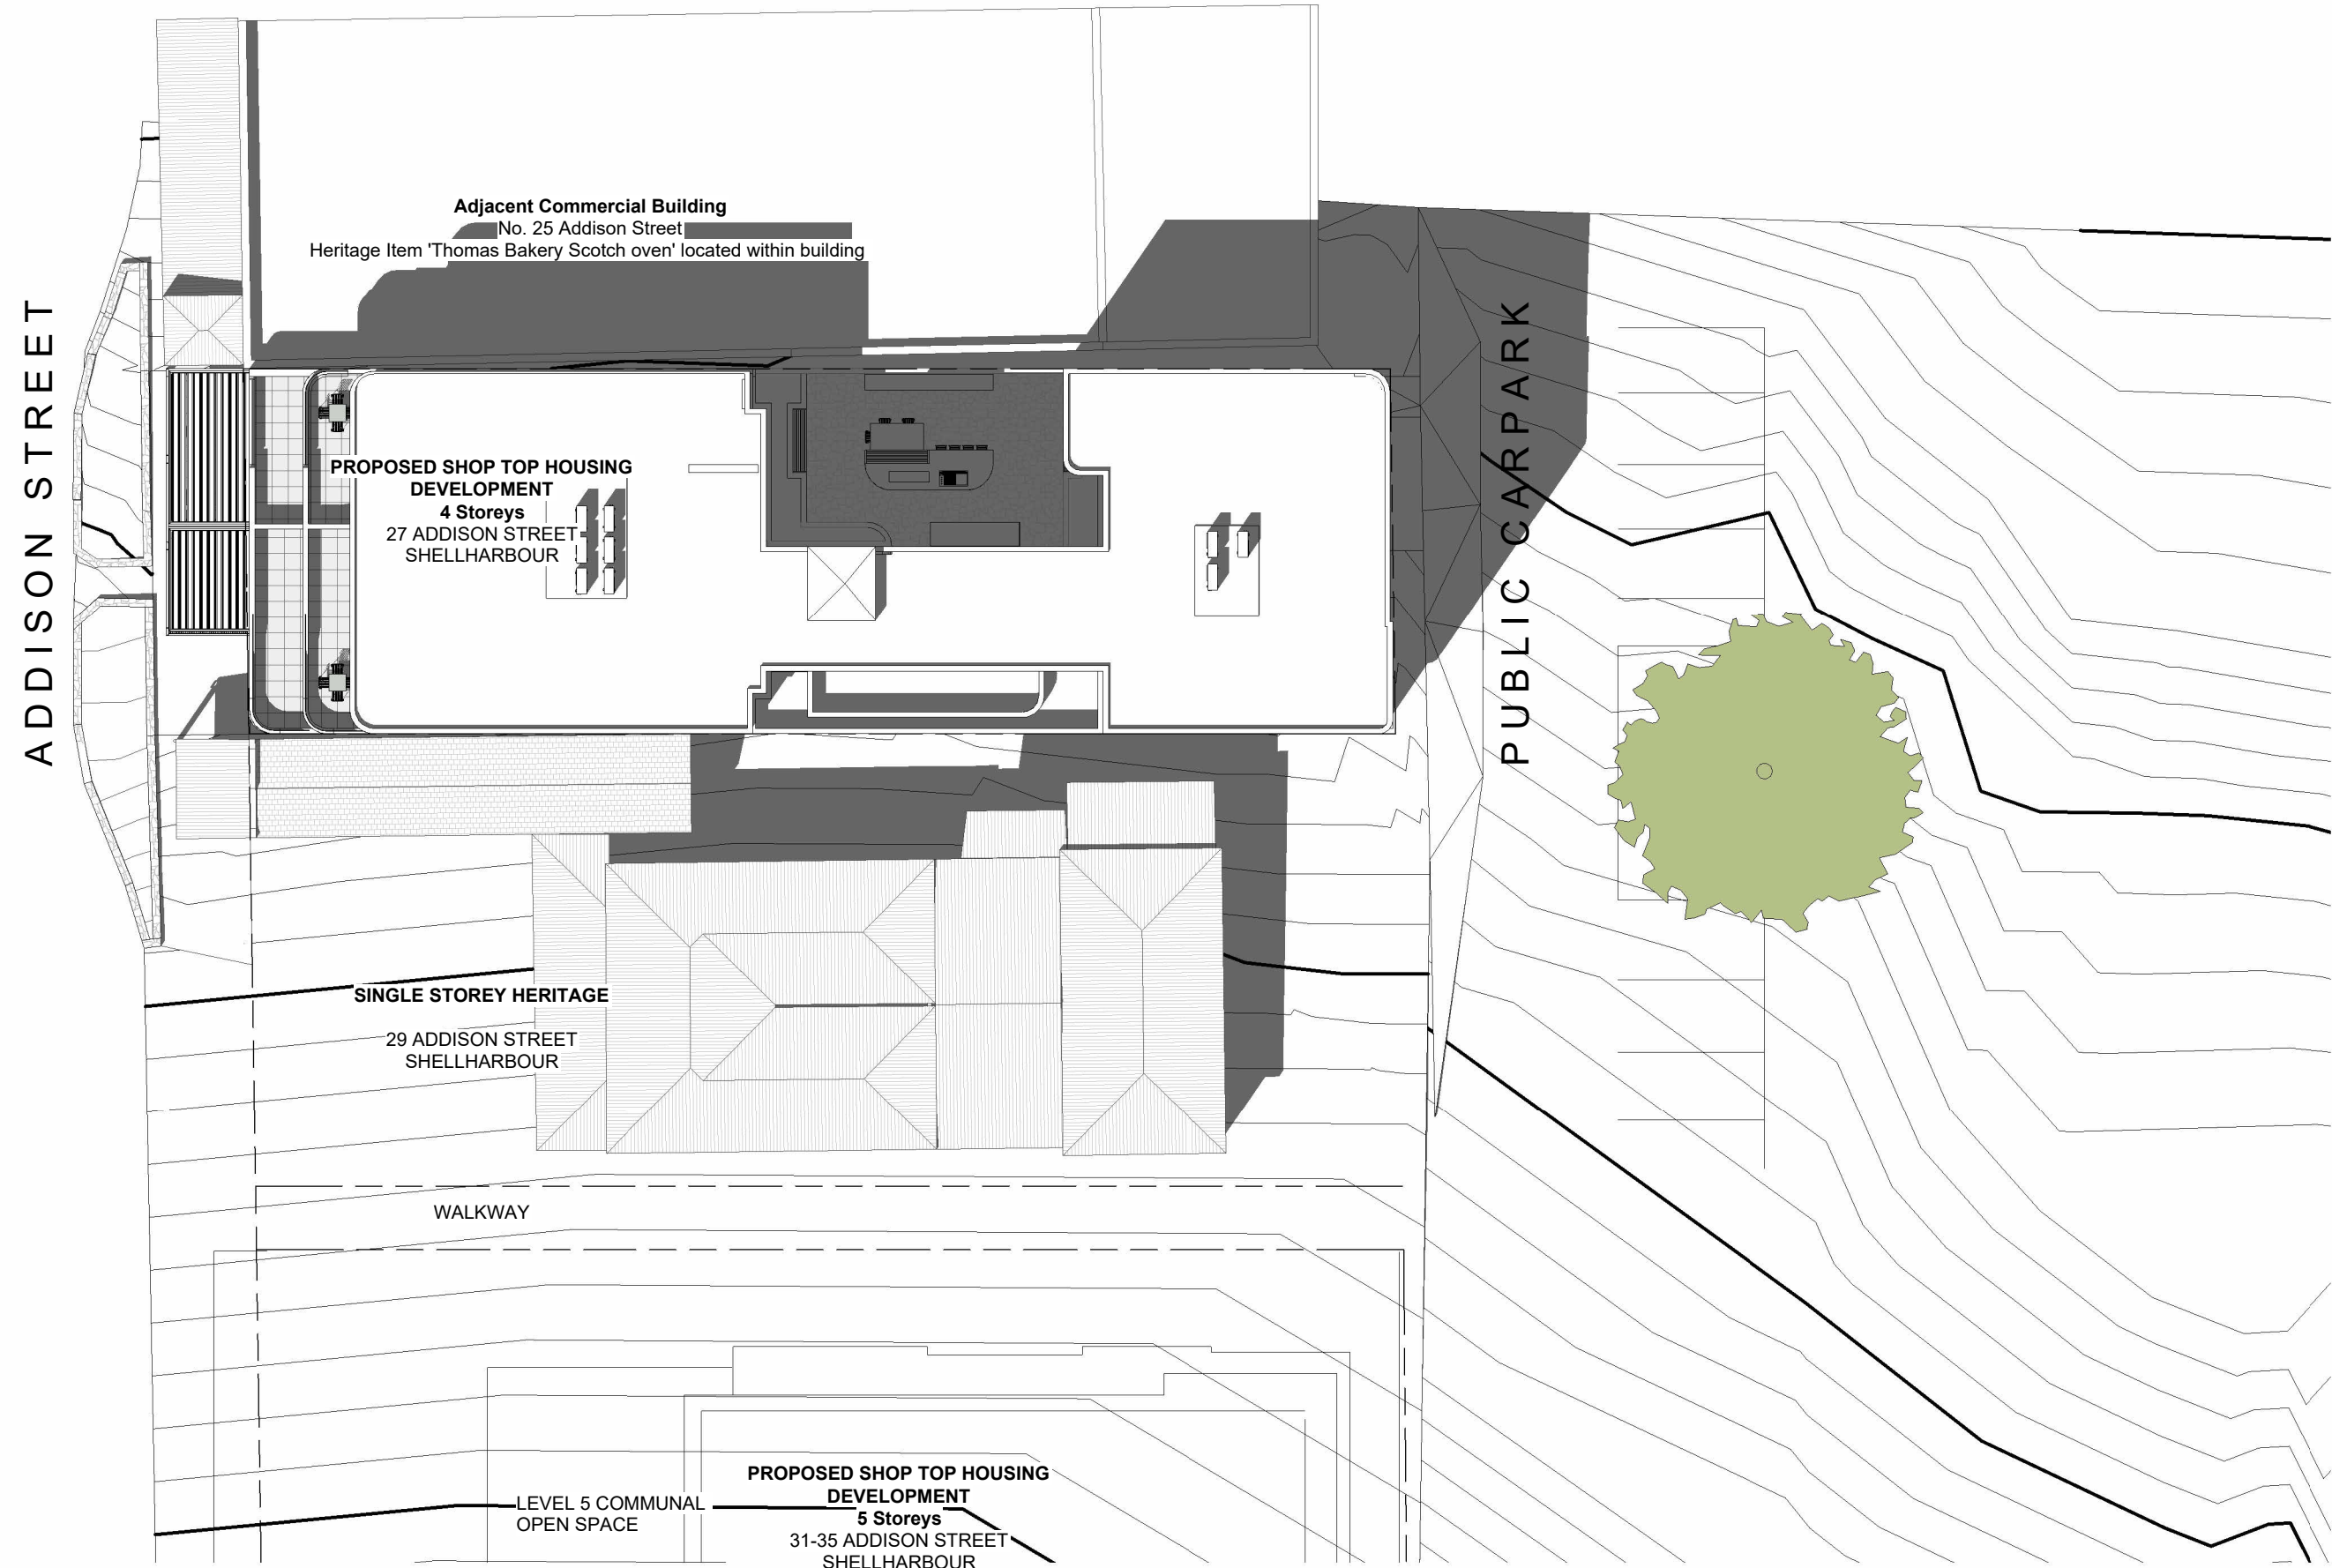 Adjacent Commercial Building
No. 25 Addison Street
Heritage Item 'Thomas Bakery Scotch oven' located within building
ADDISON STREET
PROPOSED SHOP TOP HOUSING
DEVELOPMENT
4 Storeys
27 ADDISON STREET
SHELLHARBOUR
PUBLIC CARPARK
SINGLE STOREY HERITAGE
29 ADDISON STREET
SHELLHARBOUR
WALKWAY
LEVEL 5 COMMUNAL
OPEN SPACE
PROPOSED SHOP TOP HOUSING
DEVELOPMENT
5 Storeys
31-35 ADDISON STREET
SHELLHARBOUR